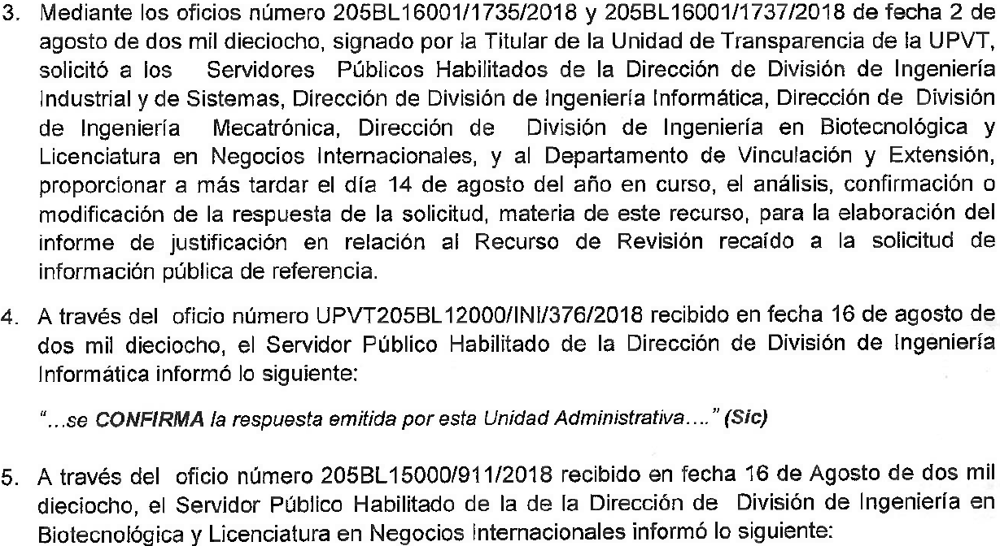 3. Mediante los oficios número 205BL16001/1735/2018 y 205BL16001/1737/2018 de fecha 2 de
agosto de dos mil dieciocho, signado por la Titular de la Unidad de Transparencia de la UPVT,
solicitó a los Servidores Públicos Habilitados de la Dirección de División de Ingeniería
Industrial y de Sistemas, Dirección de División de Ingeniería Informática, Dirección de División
de Ingeniería Mecatrónica, Dirección de División de Ingeniería en Biotecnológica y
Licenciatura en Negocios Internacionales, y al Departamento de Vinculación y Extensión,
proporcionar a más tardar el día 14 de agosto del año en curso, el análisis, confirmación o
modificación de la respuesta de la solicitud, materia de este recurso, para la elaboración del
informe de justificación en relación al Recurso de Revisión recaído a la solicitud de
información pública de referencia.
4. A través del oficio número UPVT205BL12000/INI/376/2018 recibido en fecha 16 de agosto de
dos mil dieciocho, el Servidor Público Habilitado de la Dirección de División de Ingeniería
Informática informó lo siguiente:
"...se CONFIRMA la respuesta emitida por esta Unidad Administrativa...." (Sic)
5. A través del oficio número 205BL15000/911/2018 recibido en fecha 16 de Agosto de dos mil
dieciocho, el Servidor Público Habilitado de la de la Dirección de División de Ingeniería en
Biotecnológica y Licenciatura en Negocios Internacionales informó lo siguiente: